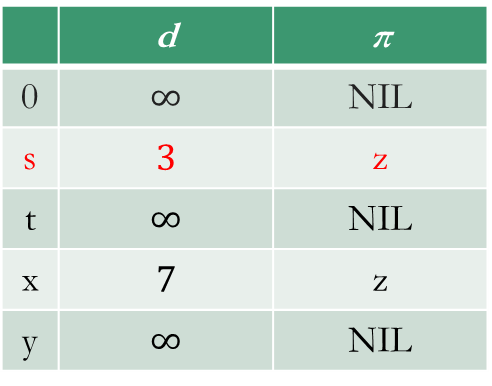 d π
0 ∞ NIL
s 3 z
t ∞ NIL
x 7 z
y ∞ NIL